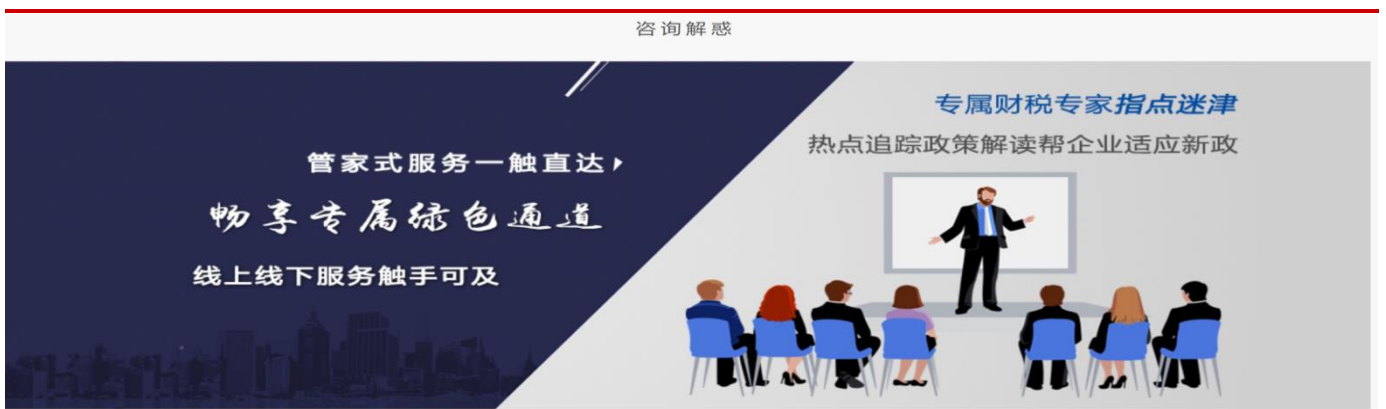 咨询解惑
管家式服务一触直达
畅享专属绿色通道
线上线下服务触手可及
专属财税专家指点迷津
热点追踪政策解读帮企业适应新政